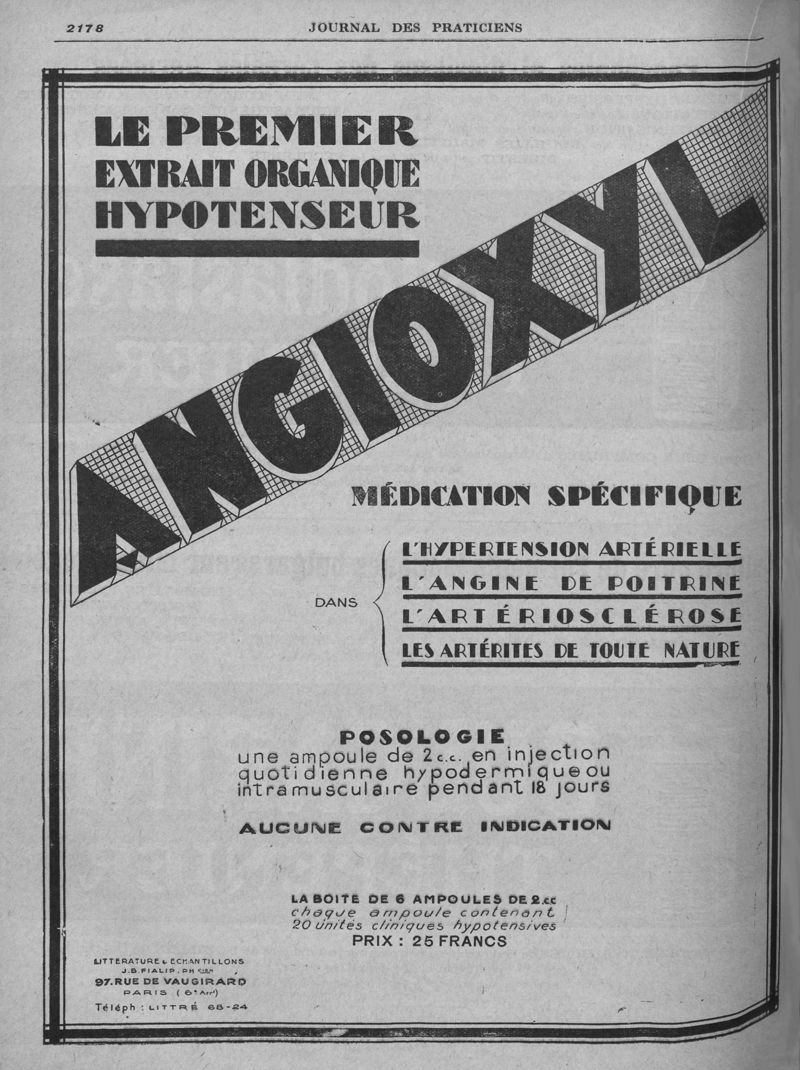 2178
JOURNAL DES PRATICIENS
LE PREMIER
EXTRAIT ORGANIQUE
HYPOTENSEUR
ANGIOXYL
MÉDICATION SPÉCIFIQUE
DANS
L'HYPERTENSION ARTÉRIELLE
L'ANGINE DE POITRINE
L'ARTÉRIOSCLÉROSE
LES ARTÉRITES DE TOUTE NATURE
POSOLOGIE
une ampoule de 2 c.c. en injection
quotidienne hypodermique ou
intramusculaire pendant 18 jours
AUCUNE CONTRE INDICATION
LA BOITE DE 6 AMPOULES DE 2.cc
chaque ampoule contenant
20 unités cliniques hypotensives
PRIX : 25 FRANCS
LITTERATURE & ECHANTILLONS
J.B. FIALIP. PH
97. RUE DE VAUGIRARD
PARIS (6e Arrt)
Téléph : LITTRÉ 68-24